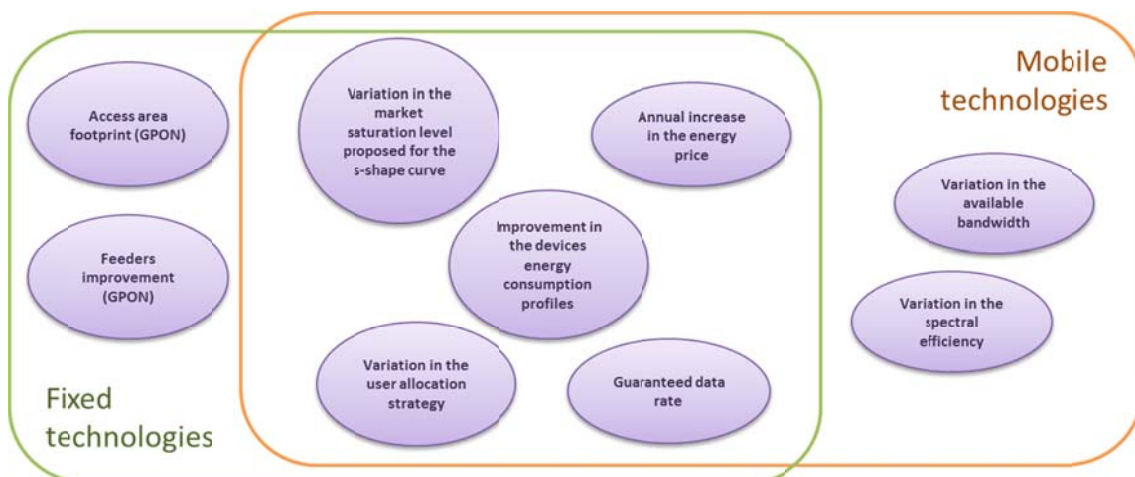 Access area
footprint (GPON)
Feeders
improvement
(GPON)
Fixed
technologies
Variation in the
market
saturation level
proposed for the
s-shape curve
Annual increase
in the energy
price
Improvement in
the devices
energy
consumption
profiles
Variation in the
user allocation
strategy
Guaranteed data
rate
Mobile
technologies
Variation in the
available
bandwidth
Variation in the
spectral
efficiency